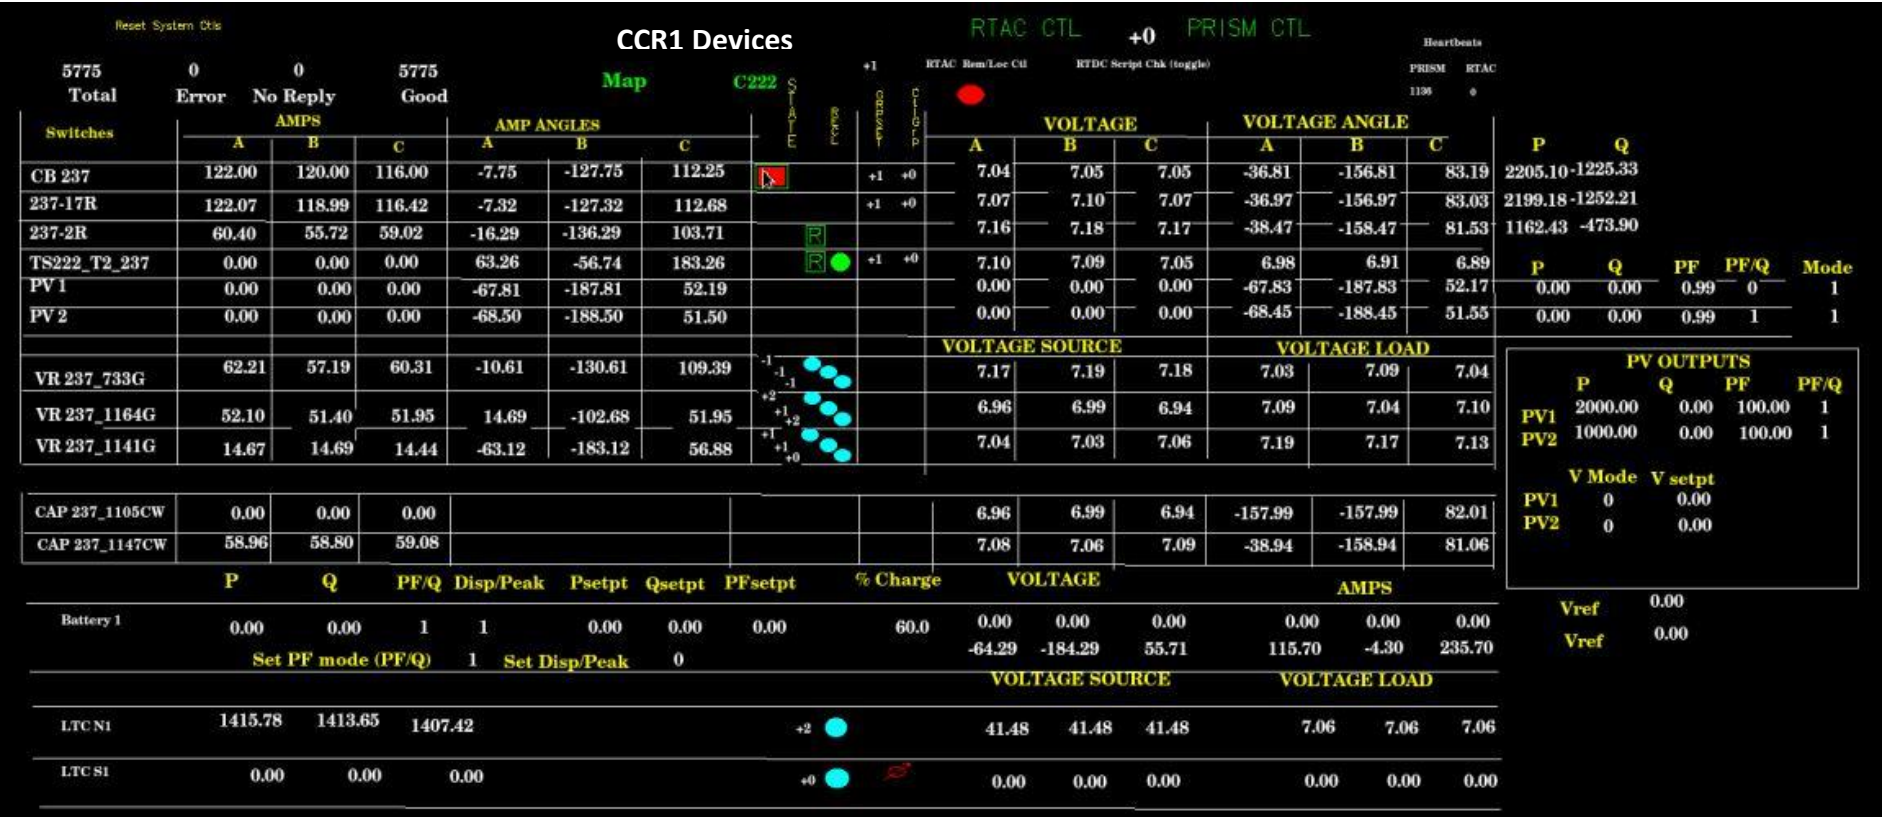 Reset System Ctls
CCR1 Devices
RTAC CTL +0 PRISM CTL
Heartbeats
5775 0 0 5775
Map C222
+1 RTAC Rem/Loc Ctl RTDC Script Chk (toggle)
PRISM RTAC
Total Error No Reply Good
1136 0
STATE
Switches AMPS AMP ANGLES VOLTAGE VOLTAGE ANGLE
A B C A B C A B C A B C P Q
CB 237 122.00 120.00 116.00 -7.75 -127.75 112.25 +1 +0 7.04 7.05 7.05 -36.81 -156.81 83.19 2205.10 -1225.33
237-17R 122.07 118.99 116.42 -7.32 -127.32 112.68 +1 +0 7.07 7.10 7.07 -36.97 -156.97 83.03 2199.18 -1252.21
237-2R 60.40 55.72 59.02 -16.29 -136.29 103.71 R 7.16 7.18 7.17 -38.47 -158.47 81.53 1162.43 -473.90
TS222_T2_237 0.00 0.00 0.00 63.26 -56.74 183.26 R +1 +0 7.10 7.09 7.05 6.98 6.91 6.89 P Q PF PF/Q Mode
PV 1 0.00 0.00 0.00 -67.81 -187.81 52.19 0.00 0.00 0.00 -67.83 -187.83 52.17 0.00 0.00 0.99 0 1
PV 2 0.00 0.00 0.00 -68.50 -188.50 51.50 0.00 0.00 0.00 -68.45 -188.45 51.55 0.00 0.00 0.99 1 1
VOLTAGE SOURCE VOLTAGE LOAD
VR 237_733G 62.21 57.19 60.31 -10.61 -130.61 109.39 -1 -1 -1 7.17 7.19 7.18 7.03 7.09 7.04
VR 237_1164G 52.10 51.40 51.95 14.69 -102.68 51.95 +2 +1 +2 6.96 6.99 6.94 7.09 7.04 7.10
VR 237_1141G 14.67 14.69 14.44 -63.12 -183.12 56.88 +1 +1 +0 7.04 7.03 7.06 7.19 7.17 7.13
PV OUTPUTS
P Q PF PF/Q
PV1 2000.00 0.00 100.00 1
PV2 1000.00 0.00 100.00 1
V Mode V setpt
PV1 0 0.00
PV2 0 0.00
CAP 237_1105CW 0.00 0.00 0.00 6.96 6.99 6.94 -157.99 -157.99 82.01
CAP 237_1147CW 58.96 58.80 59.08 7.08 7.06 7.09 -38.94 -158.94 81.06
P Q PF/Q Disp/Peak Psetpt Qsetpt PFsetpt % Charge VOLTAGE AMPS
Vref 0.00
Vref 0.00
Battery 1 0.00 0.00 1 1 0.00 0.00 0.00 60.0 0.00 0.00 0.00 0.00 0.00 0.00
-64.29 -184.29 55.71 115.70 -4.30 235.70
Set PF mode (PF/Q) 1 Set Disp/Peak 0
VOLTAGE SOURCE VOLTAGE LOAD
LTC N1 1415.78 1413.65 1407.42 +2 41.48 41.48 41.48 7.06 7.06 7.06
LTC S1 0.00 0.00 0.00 +0 0.00 0.00 0.00 0.00 0.00 0.00